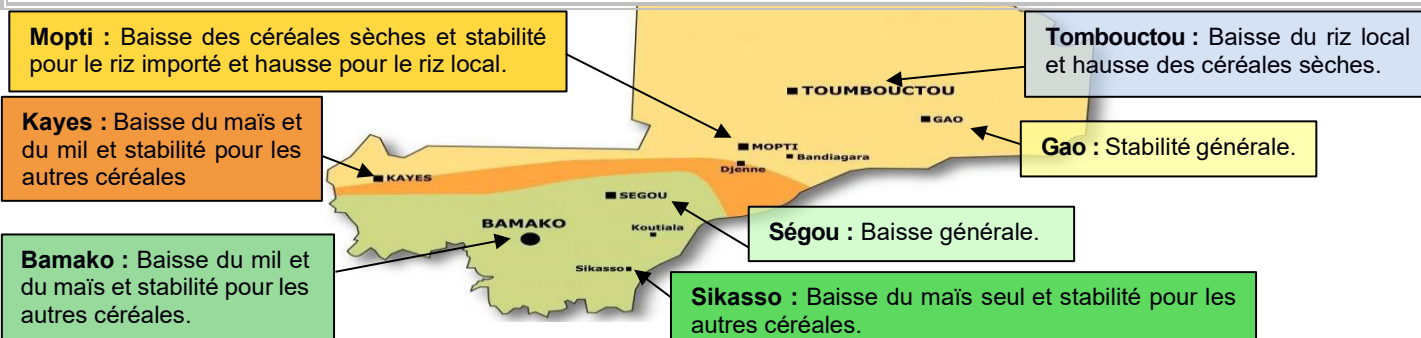 Mopti : Baisse des céréales sèches et stabilité
pour le riz importé et hausse pour le riz local.
Tombouctou : Baisse du riz local
et hausse des céréales sèches.
TOUMBOUCTOU
GAO
Kayes : Baisse du maïs et
du mil et stabilité pour les
autres céréales
Gao : Stabilité générale.
MOPTI
Bandiagara
Djenne
KAYES
SEGOU
BAMAKO
Koutiala
Ségou : Baisse générale.
Bamako : Baisse du mil et
du maïs et stabilité pour les
autres céréales.
Sikasso
Sikasso : Baisse du maïs seul et stabilité pour les
autres céréales.